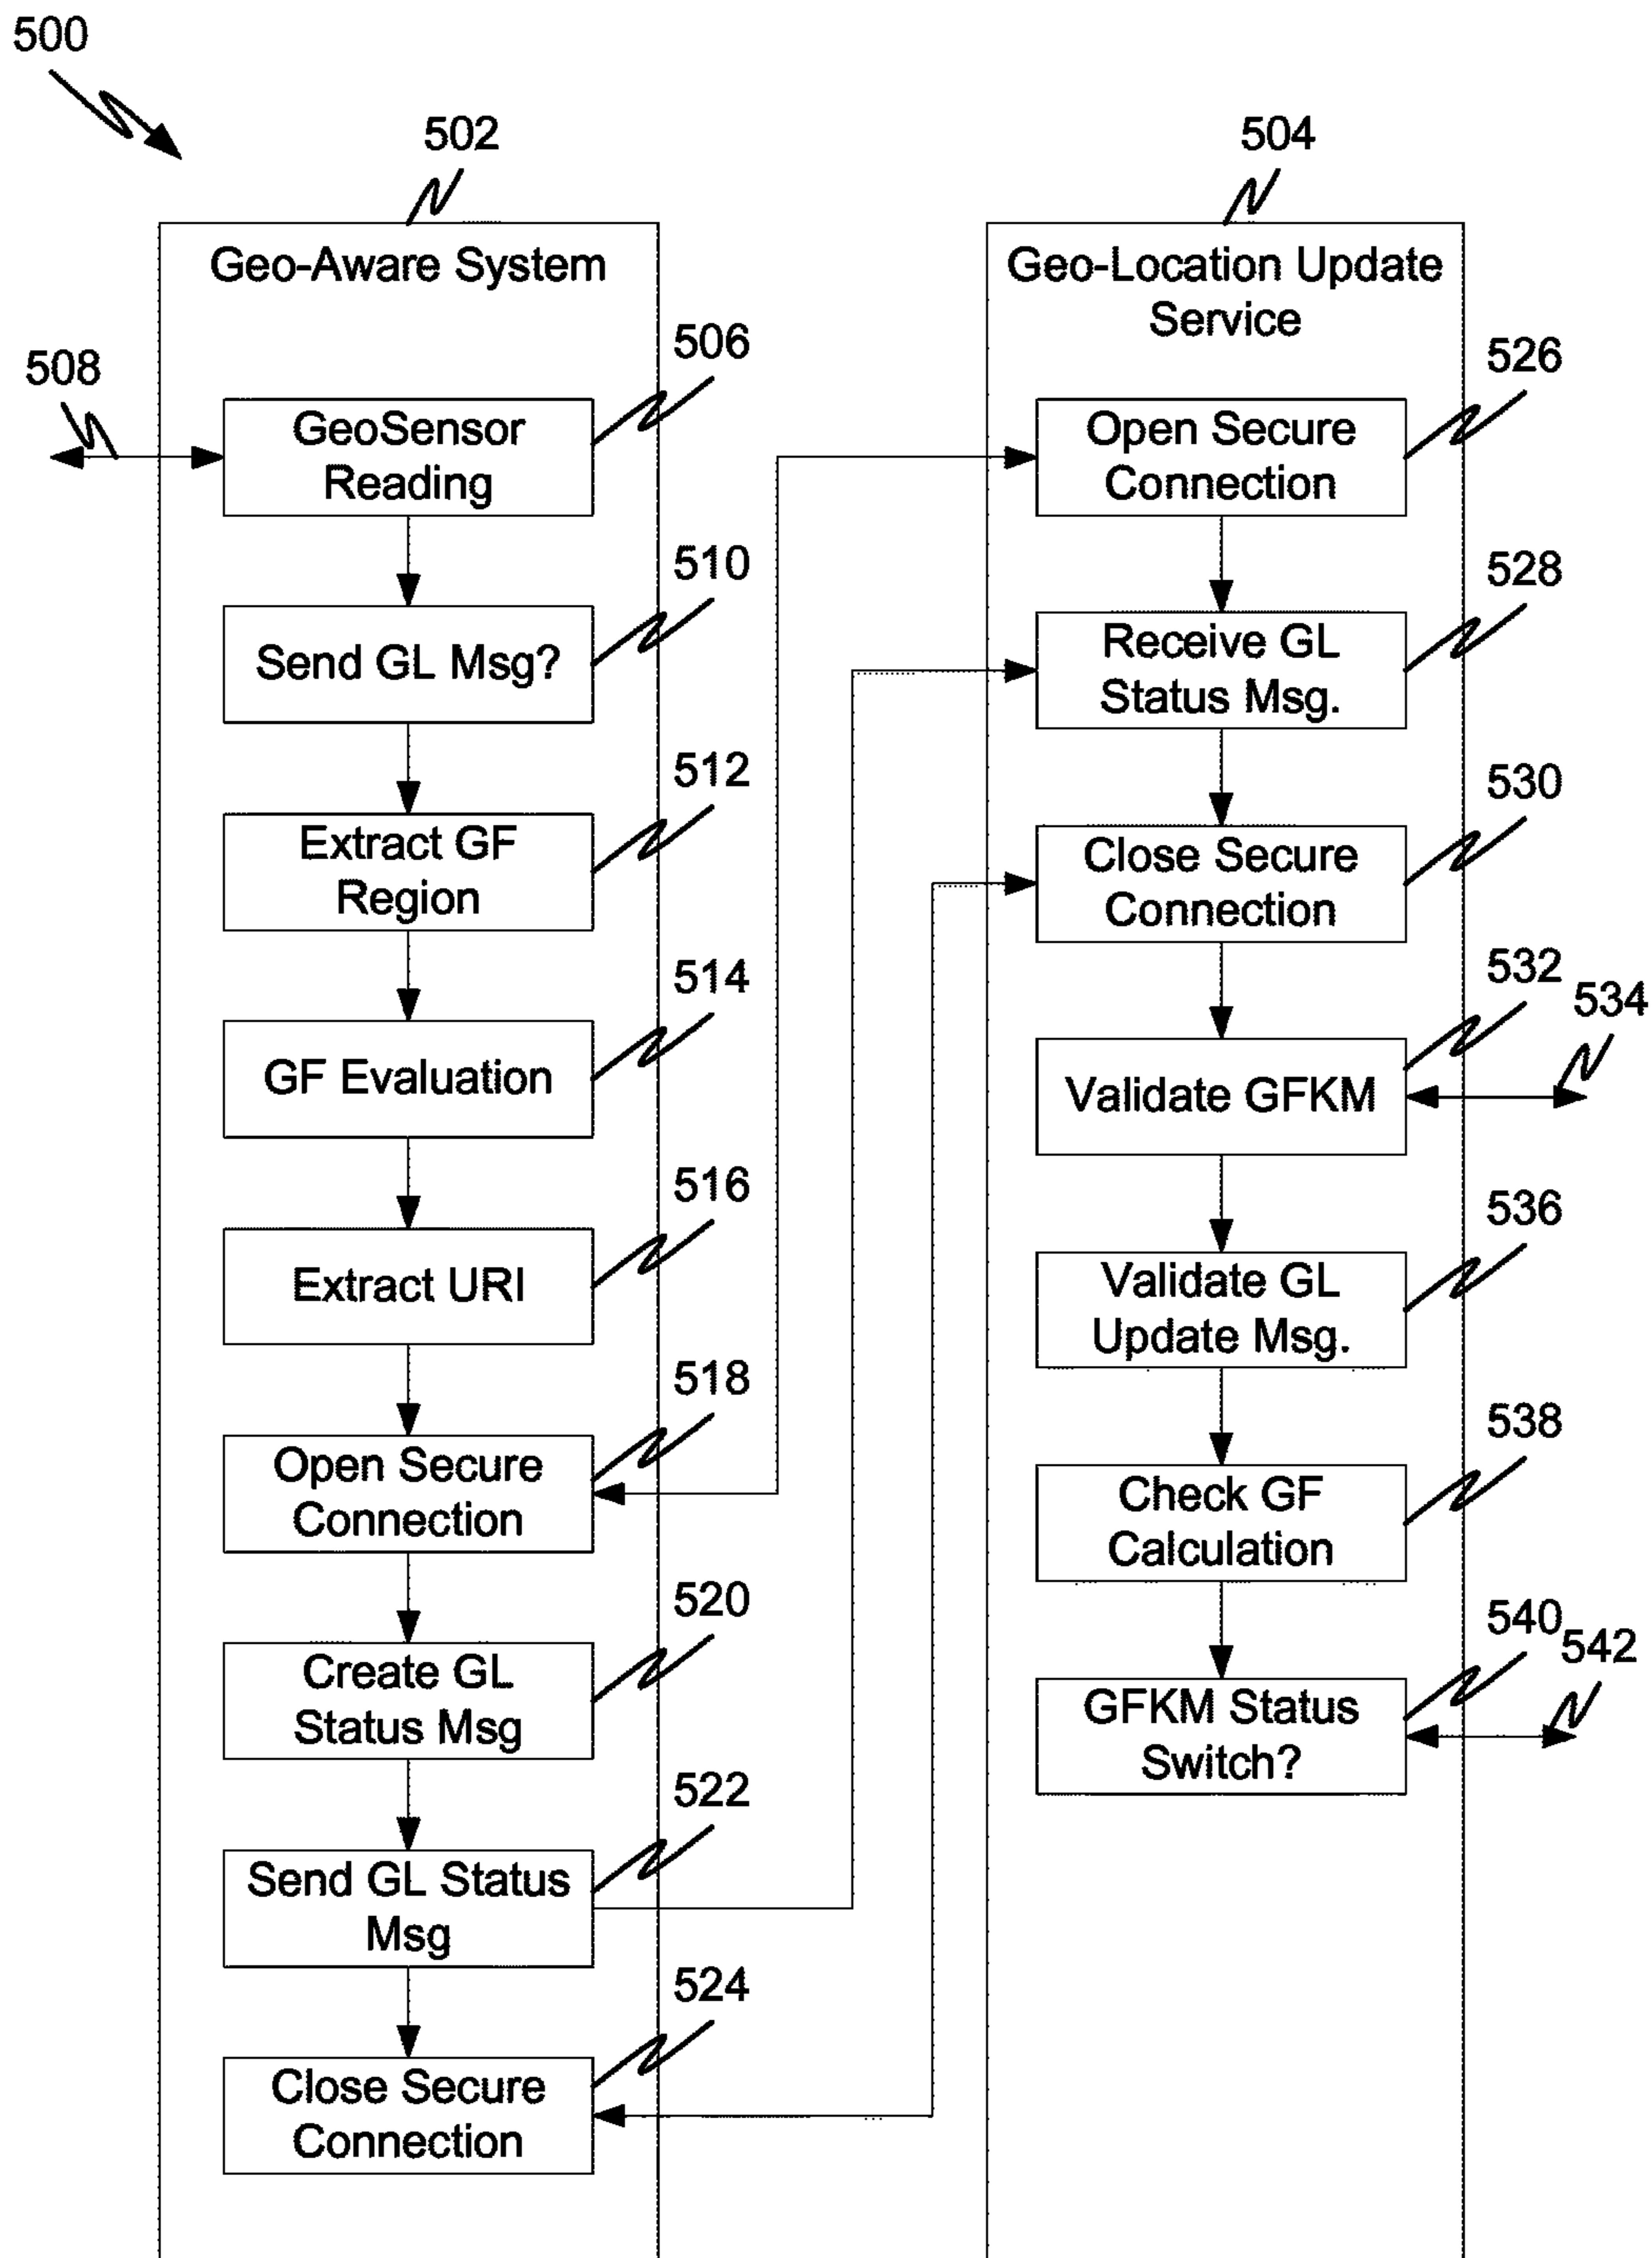 500
502
504
Geo-Aware System
Geo-Location Update
Service
506
508
GeoSensor
Reading
510
Send GL Msg?
512
Extract GF
Region
514
GF Evaluation
516
Extract URI
518
Open Secure
Connection
520
Create GL
Status Msg
522
Send GL Status
Msg
524
Close Secure
Connection
526
Open Secure
Connection
528
Receive GL
Status Msg.
530
Close Secure
Connection
532
534
Validate GFKM
536
Validate GL
Update Msg.
538
Check GF
Calculation
540
542
GFKM Status
Switch?